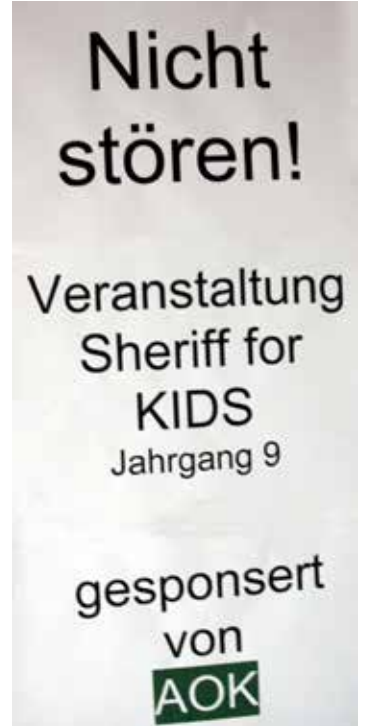 Nicht
stören!
Veranstaltung
Sheriff for
KIDS
Jahrgang 9
gesponsert
von
AOK